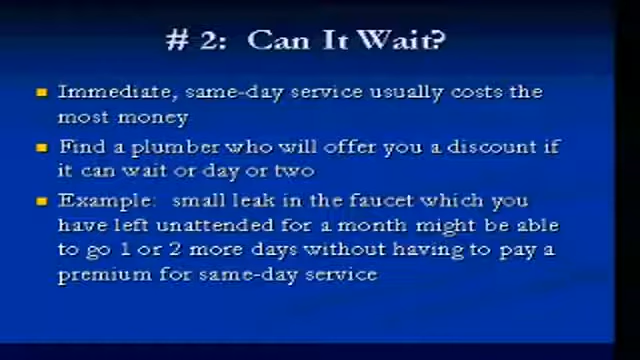 # 2: Can It Wait?
Immediate, same-day service usually costs the
most money
Find a plumber who will offer you a discount if
it can wait or day or two
Example: small leak in the faucet which you
have left unattended for a month might be able
to go 1 or 2 more days without having to pay a
premium for same-day service